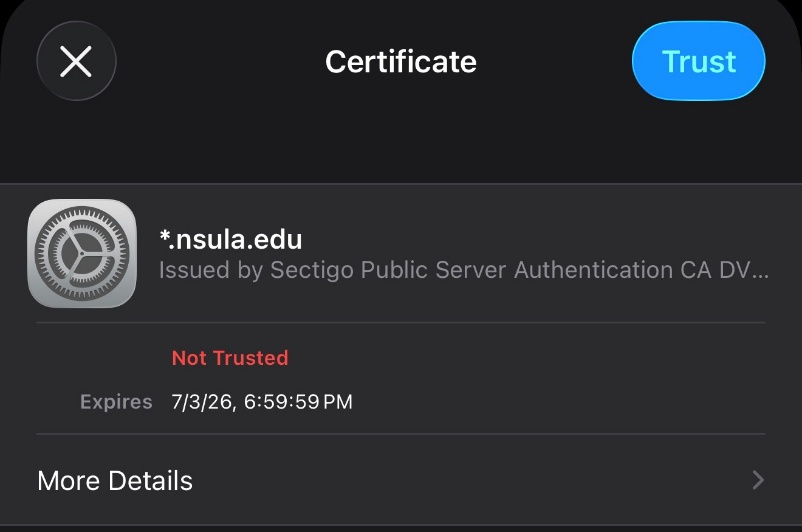 Certificate
Trust
*.nsula.edu
Issued by Sectigo Public Server Authentication CA DV...
Not Trusted
Expires 7/3/26, 6:59:59 PM
More Details